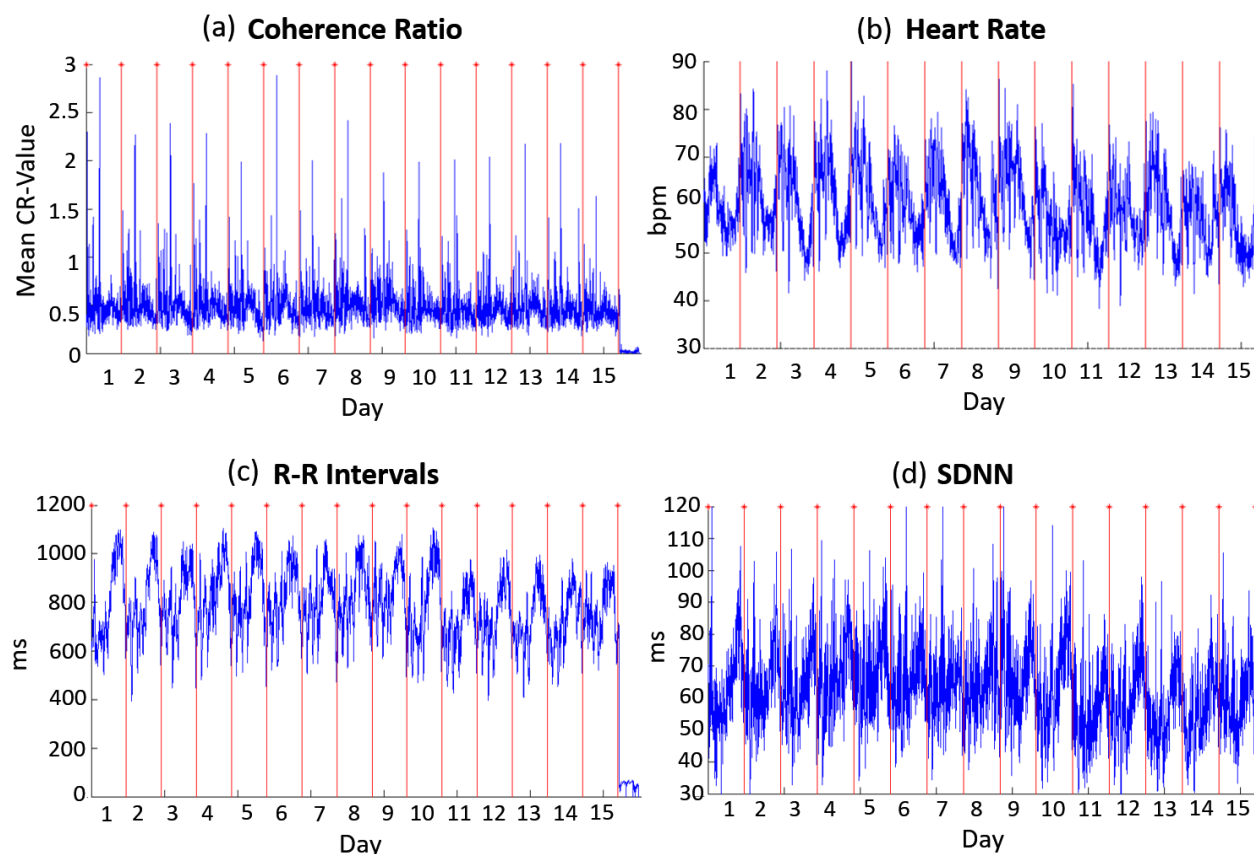 (a) Coherence Ratio
3
2.5
2
1.5
1
0.5
0
Mean CR-Value
1 2 3 4 5 6 7 8 9 10 11 12 13 14 15
Day
(b) Heart Rate
90
80
70
60
50
40
30
bpm
1 2 3 4 5 6 7 8 9 10 11 12 13 14 15
Day
(c) R-R Intervals
1200
1000
800
600
400
200
0
ms
1 2 3 4 5 6 7 8 9 10 11 12 13 14 15
Day
(d) SDNN
120
110
100
90
80
70
60
50
40
30
ms
1 2 3 4 5 6 7 8 9 10 11 12 13 14 15
Day